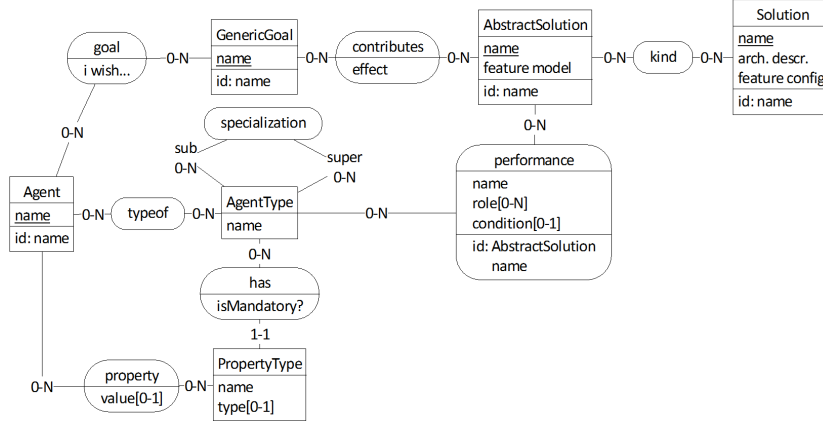 goal
i wish...
0-N
GenericGoal
name
id: name
0-N
contributes
effect
0-N
AbstractSolution
name
feature model
id: name
0-N
kind
0-N
Solution
name
arch. descr.
feature config
id: name
0-N
specialization
sub
0-N
super
0-N
0-N
performance
name
role[0-N]
condition[0-1]
id: AbstractSolution
name
Agent
name
id: name
0-N
typeof
0-N
AgentType
name
0-N
0-N
has
isMandatory?
1-1
PropertyType
name
type[0-1]
0-N
property
value[0-1]
0-N